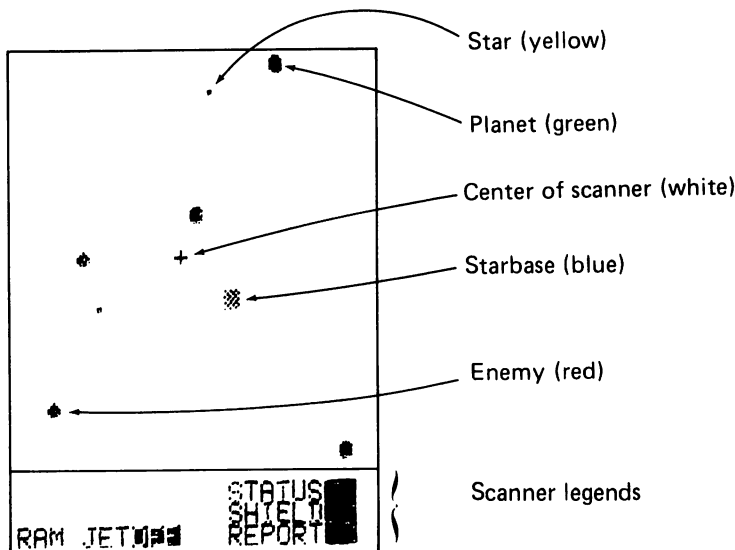 Star (yellow)
Planet (green)
Center of scanner (white)
Starbase (blue)
Enemy (red)
Scanner legends
STATUS
SHIELD
RAM JET REPORT